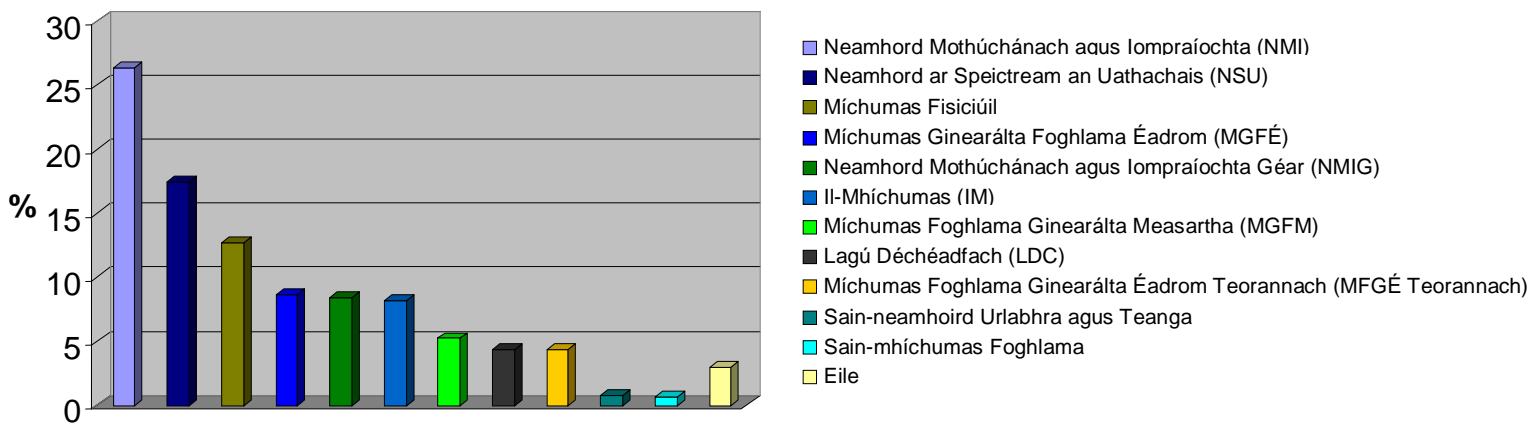 30
25
20
15
10
5
0
%
Neamhord Mothúchánach agus Iompraíochta (NMI)
Neamhord ar Speictream an Uathachais (NSU)
Míchumas Fisiciúil
Míchumas Ginearálta Foghlama Éadrom (MGFÉ)
Neamhord Mothúchánach agus Iompraíochta Géar (NMIG)
Il-Mhíchumas (IM)
Míchumas Foghlama Ginearálta Measartha (MGFM)
Lagú Déchéadfach (LDC)
Míchumas Foghlama Ginearálta Éadrom Teorannach (MFGÉ Teorannach)
Sain-neamhoird Urlabhra agus Teanga
Sain-mhíchumas Foghlama
Eile